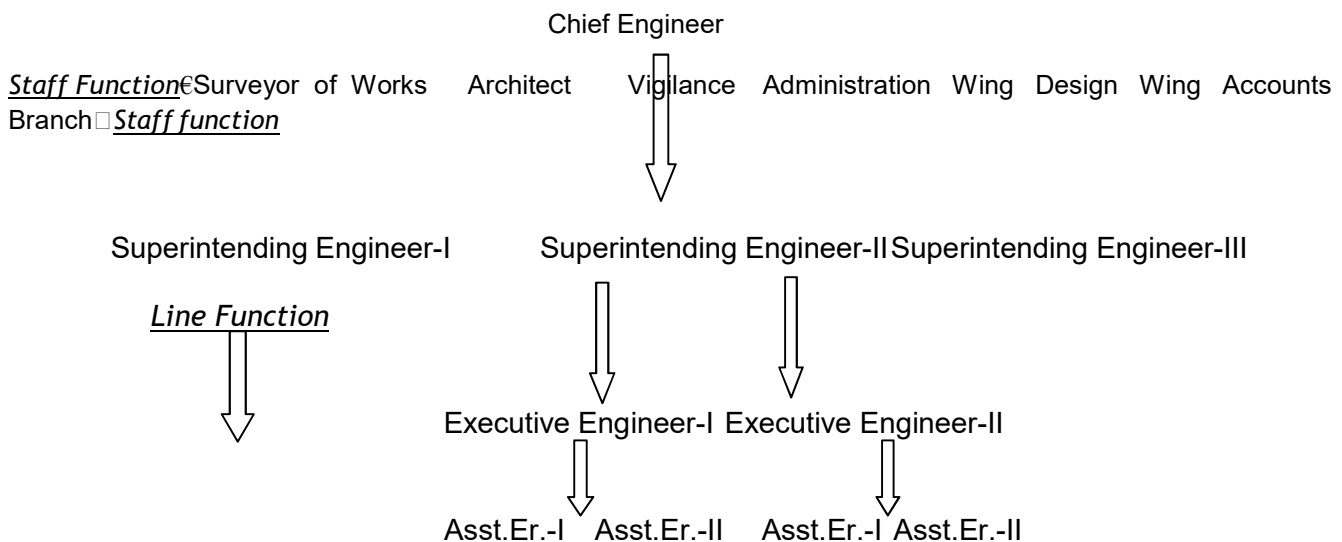 Chief Engineer
Staff Function€Surveyor of Works Architect Vigilance Administration Wing Design Wing Accounts
Branch□Staff function
Superintending Engineer-I Superintending Engineer-II Superintending Engineer-III
Line Function
Executive Engineer-I Executive Engineer-II
Asst.Er.-I Asst.Er.-II Asst.Er.-I Asst.Er.-II